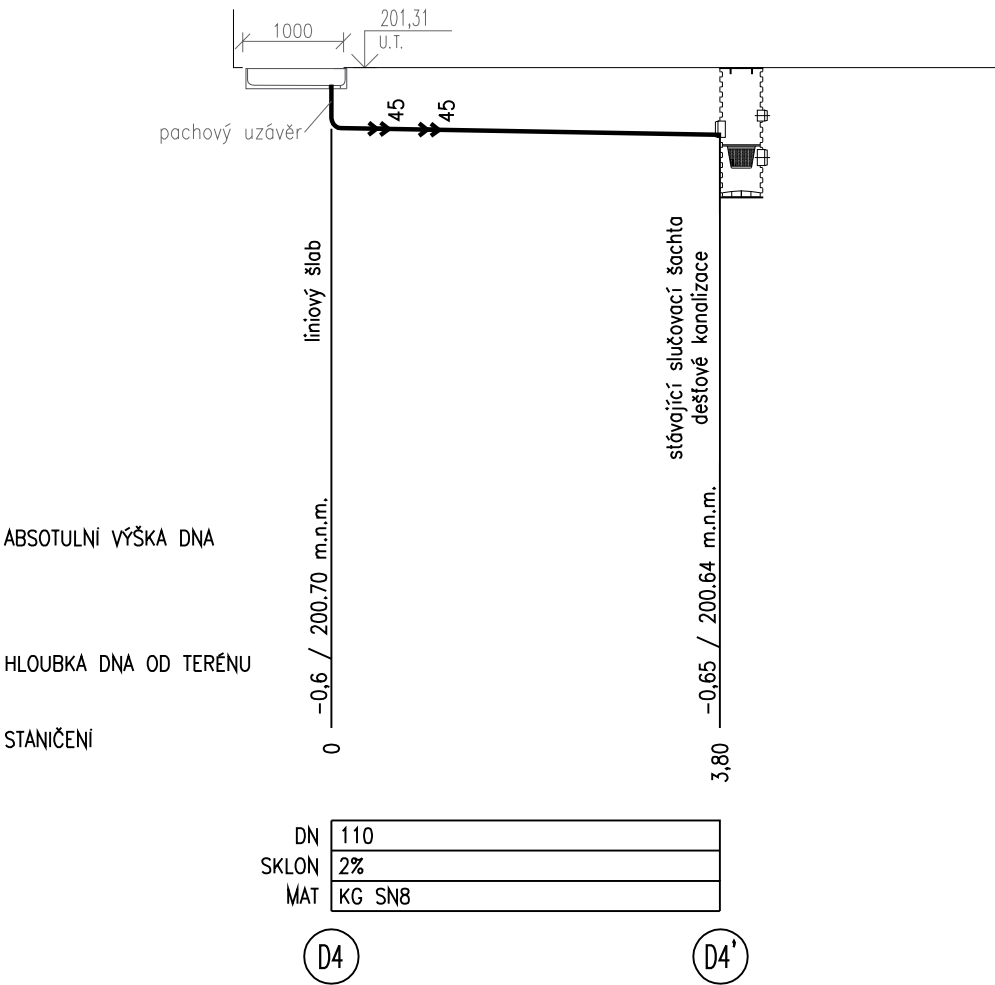 201,31
1000
U.T.
45
45
pachový uzávěr
liniový šlab
stávající slučovací šachta
dešťové kanalizace
ABSOTULNÍ VÝŠKA DNA
-0,6 / 200.70 m.n.m.
-0,65 / 200.64 m.n.m.
HLOUBKA DNA OD TERÉNU
STANIČENÍ
0
3,80
DN 110
SKLON 2%
MAT KG SN8
D4
D4'